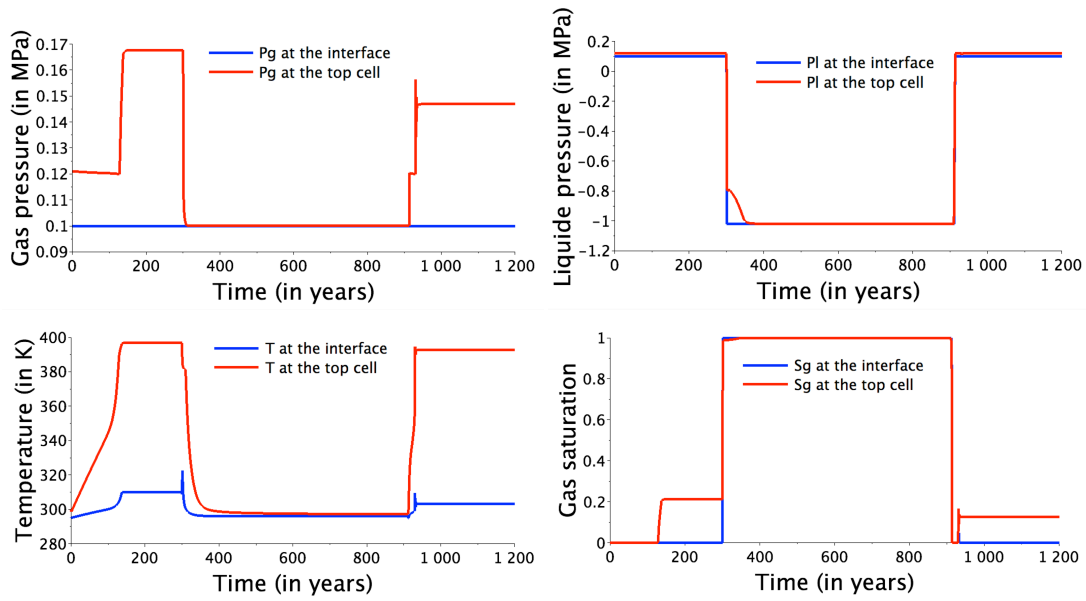 Gas pressure (in MPa)
0.17
0.16
0.15
0.14
0.13
0.12
0.11
0.1
0.09
Pg at the interface
Pg at the top cell
0 200 400 600 800 1 000 1 200
Time (in years)
Liquide pressure (in MPa)
0.2
0
−0.2
−0.4
−0.6
−0.8
−1
−1.2
Pl at the interface
Pl at the top cell
0 200 400 600 800 1 000 1 200
Time (in years)
Temperature (in K)
400
380
360
340
320
300
280
T at the interface
T at the top cell
0 200 400 600 800 1 000 1 200
Time (in years)
Gas saturation
1
0.8
0.6
0.4
0.2
0
Sg at the interface
Sg at the top cell
0 200 400 600 800 1 000 1 200
Time (in years)